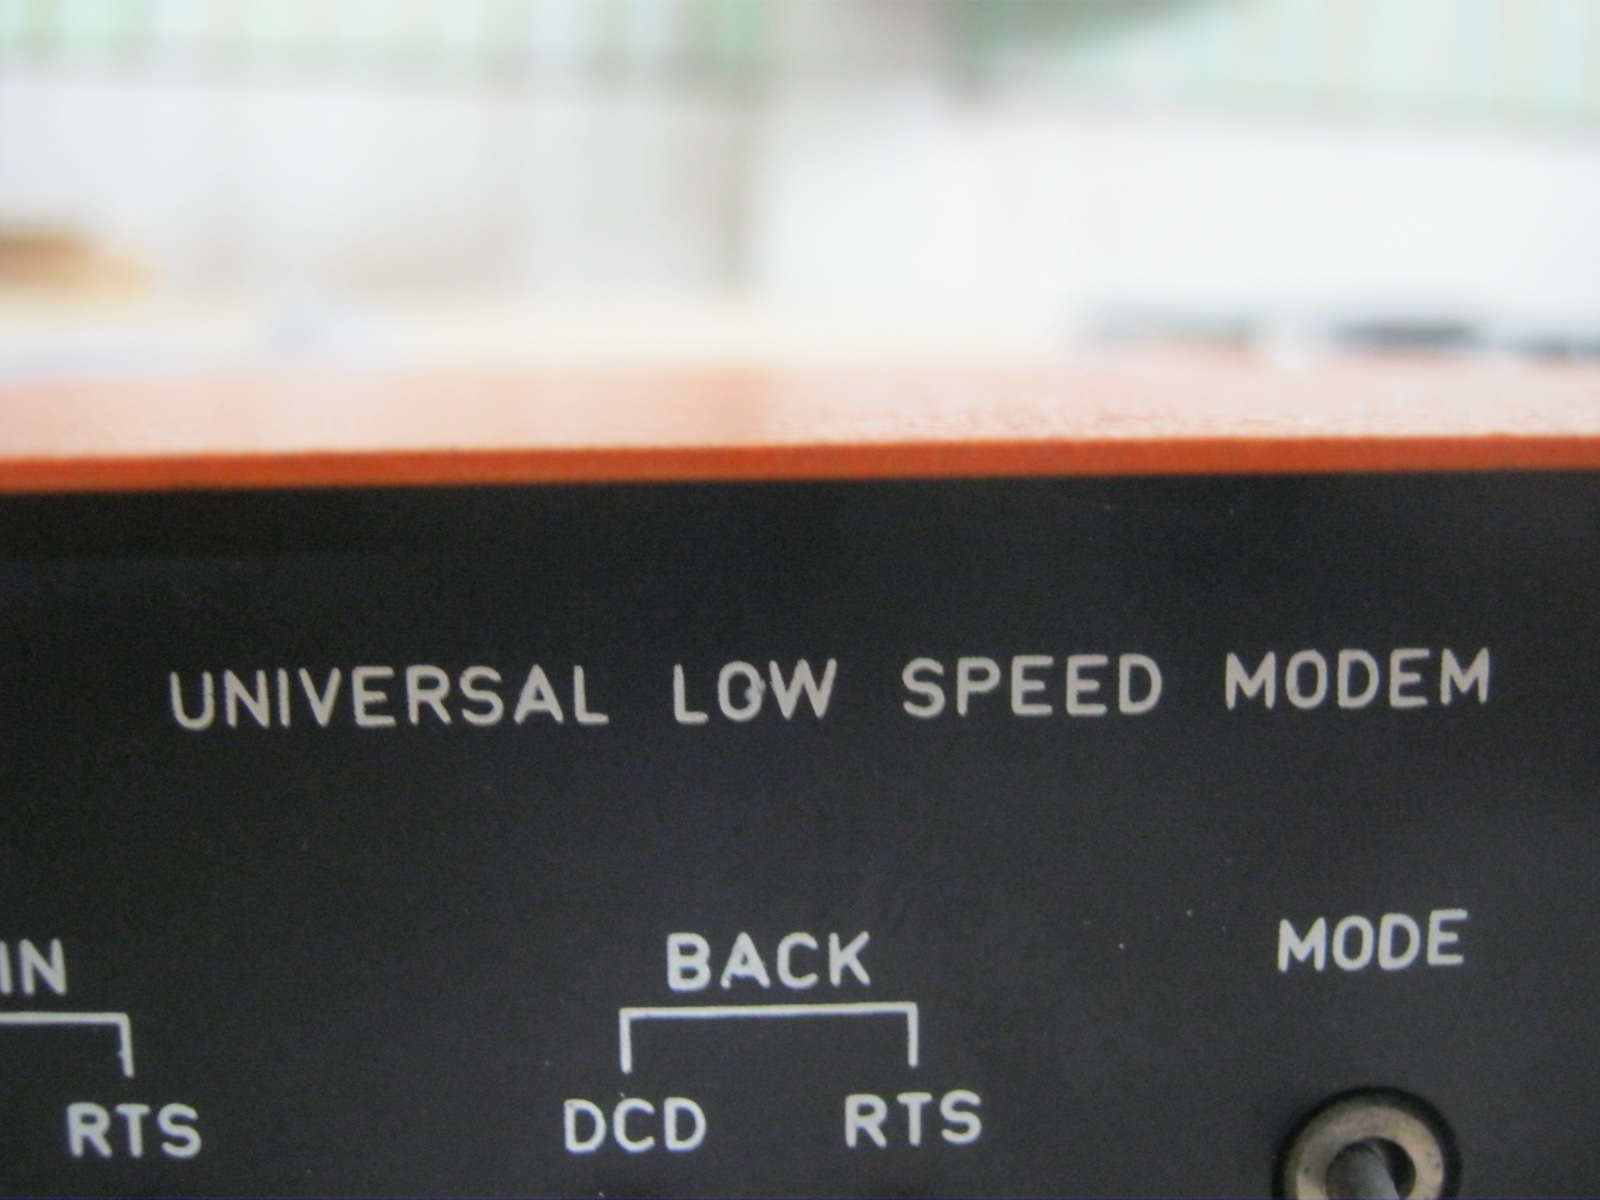 UNIVERSAL LOW SPEED MODEM
IN BACK MODE
RTS DCD RTS